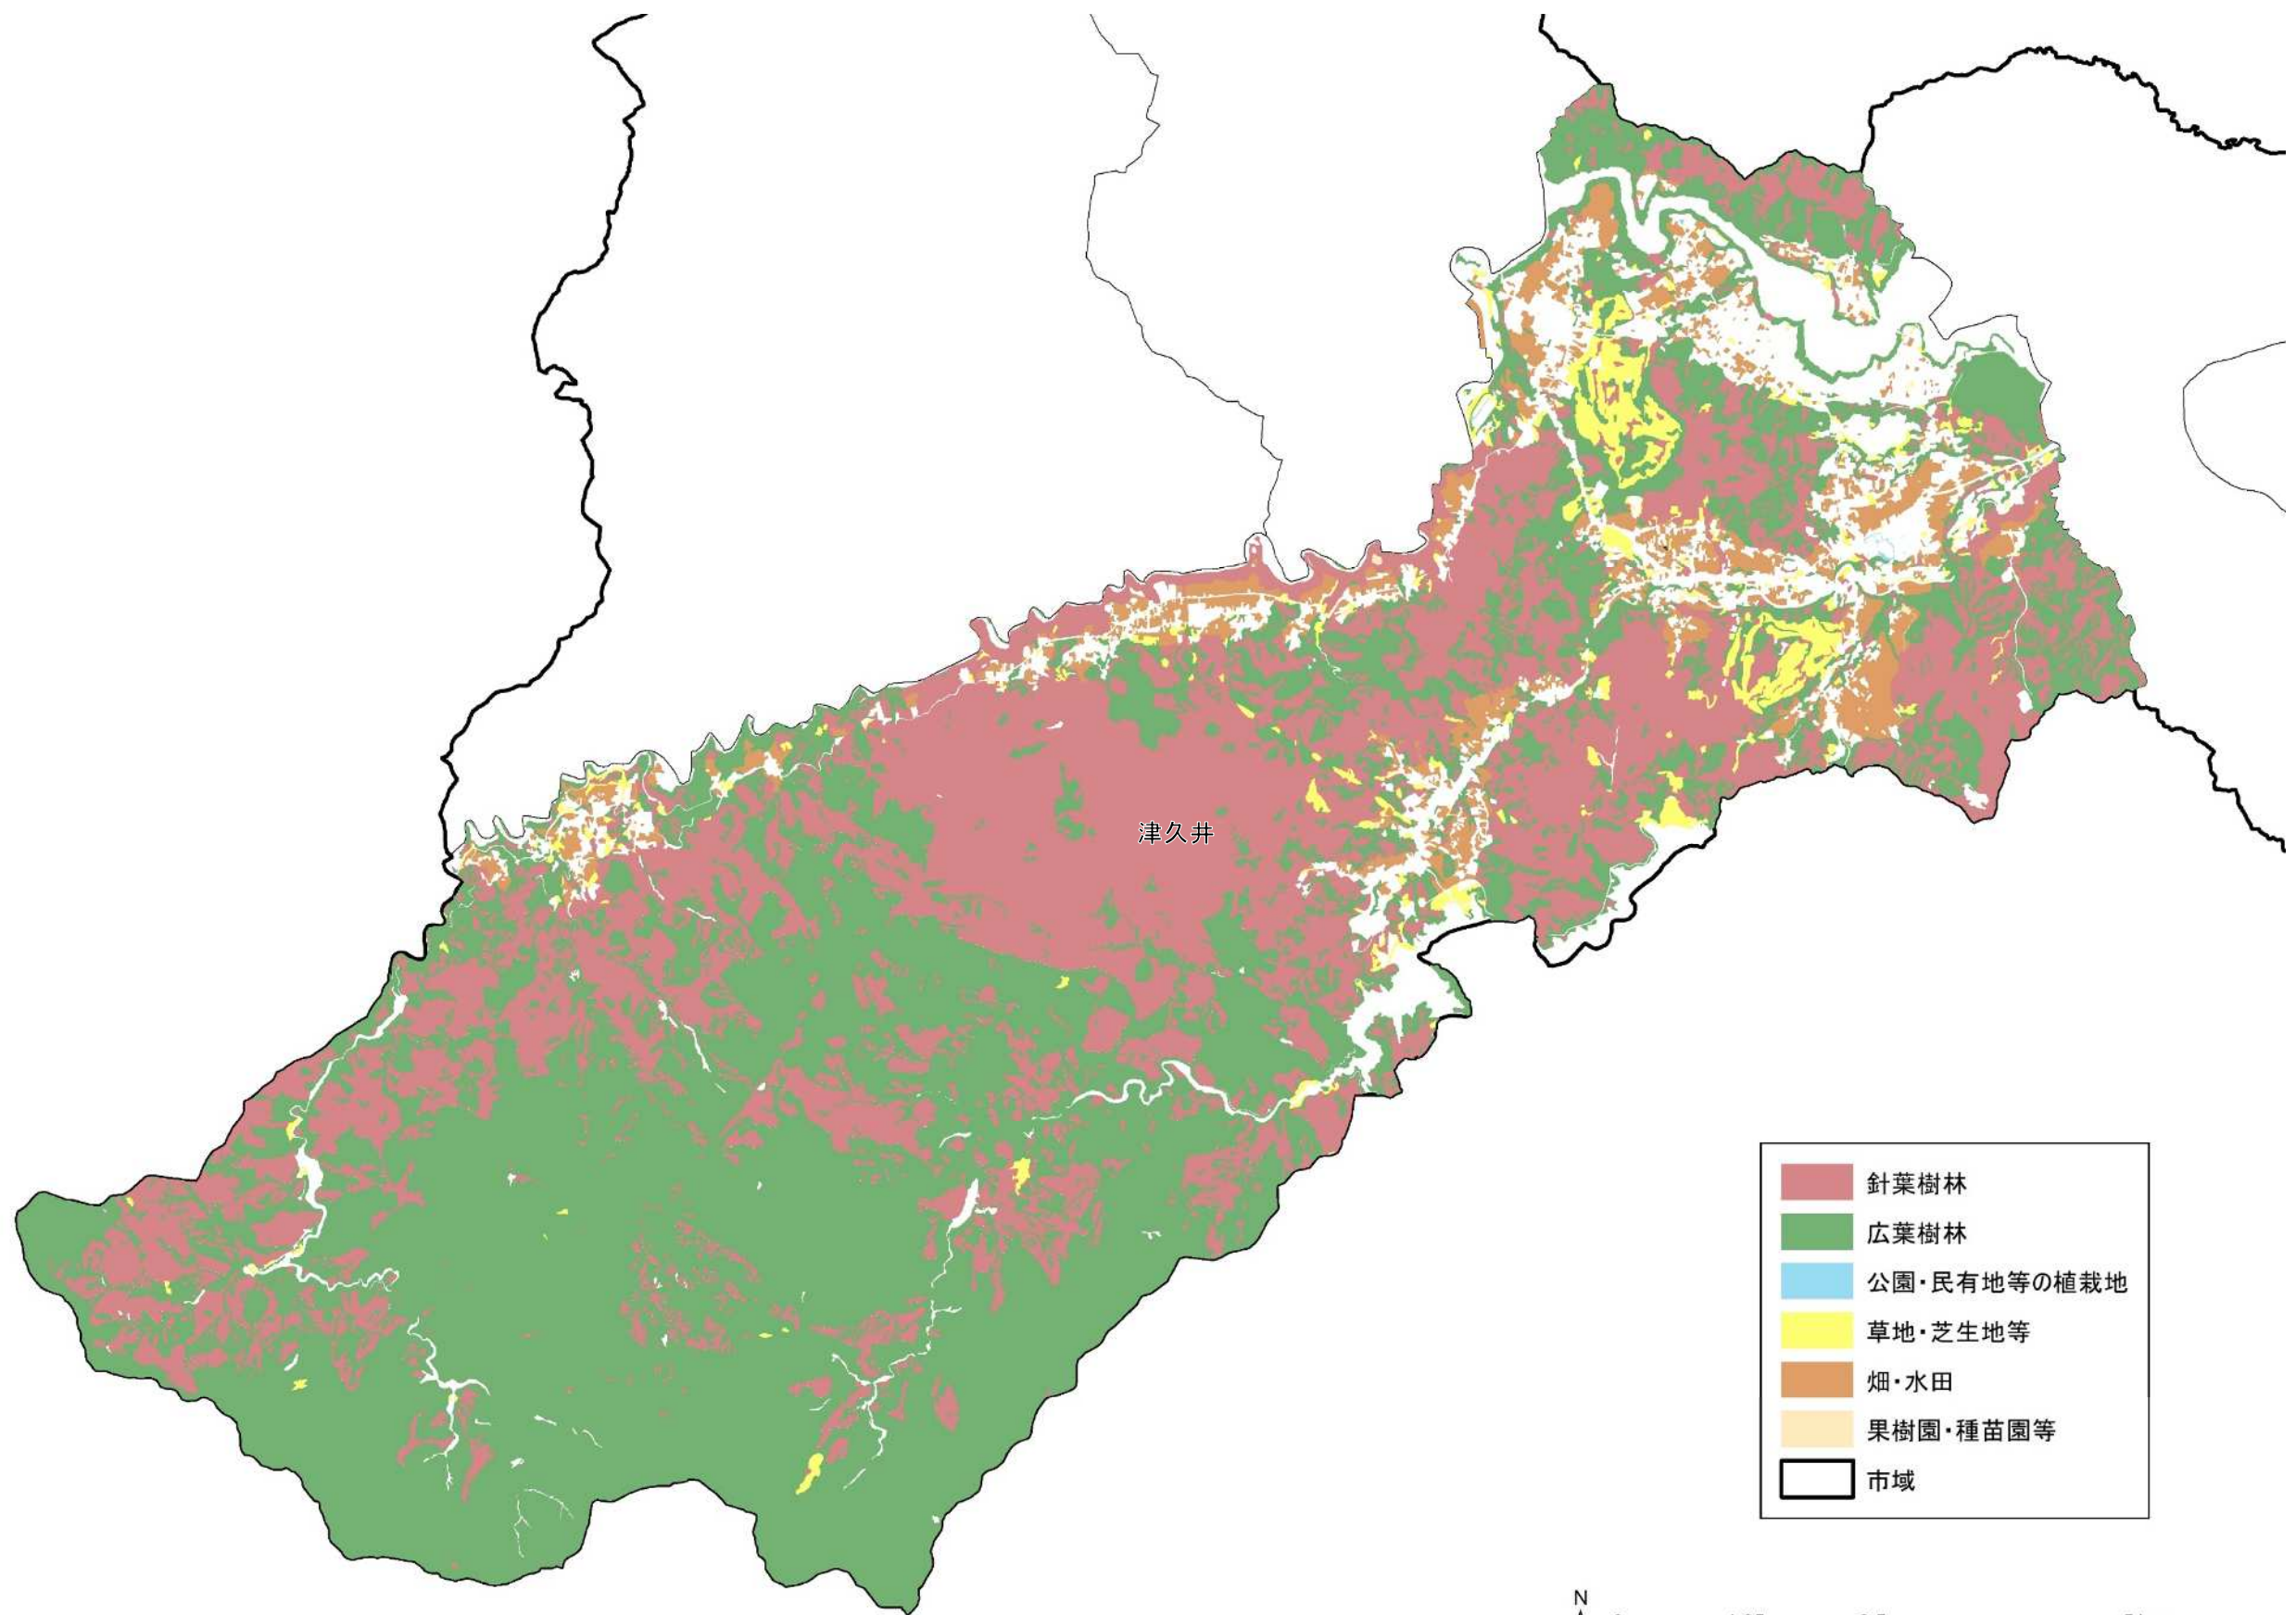 津久井
針葉樹林
広葉樹林
公園・民有地等の植栽地
草地・芝生地等
畑・水田
果樹園・種苗園等
市域
N